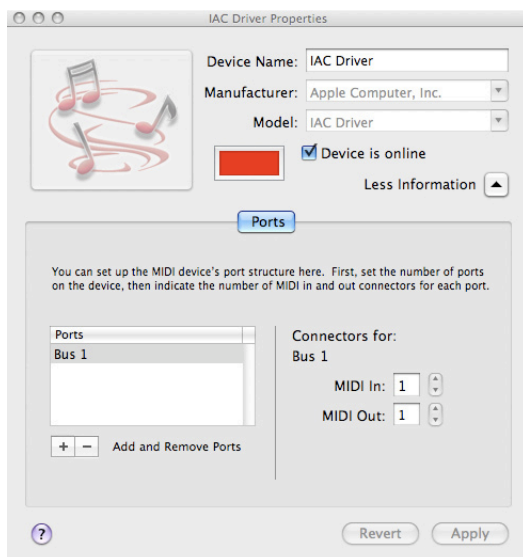 IAC Driver Properties
Device Name: IAC Driver
Manufacturer: Apple Computer, Inc.
Model: IAC Driver
Device is online
Less Information
Ports
You can set up the MIDI device's port structure here. First, set the number of ports
on the device, then indicate the number of MIDI in and out connectors for each port.
Ports
Bus 1
Connectors for:
Bus 1
MIDI In: 1
MIDI Out: 1
+ − Add and Remove Ports
? Revert Apply